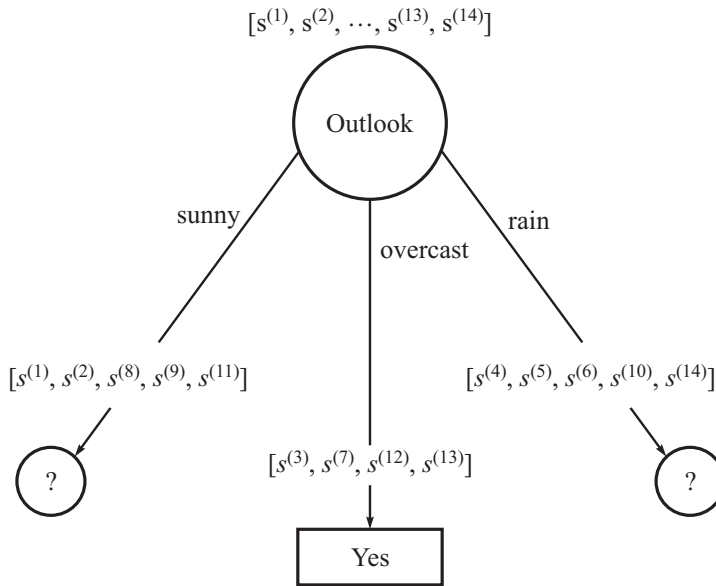 [s^(1), s^(2), ⋯, s^(13), s^(14)]
Outlook
sunny
rain
overcast
[s^(1), s^(2), s^(8), s^(9), s^(11)]
[s^(4), s^(5), s^(6), s^(10), s^(14)]
[s^(3), s^(7), s^(12), s^(13)]
?
?
Yes